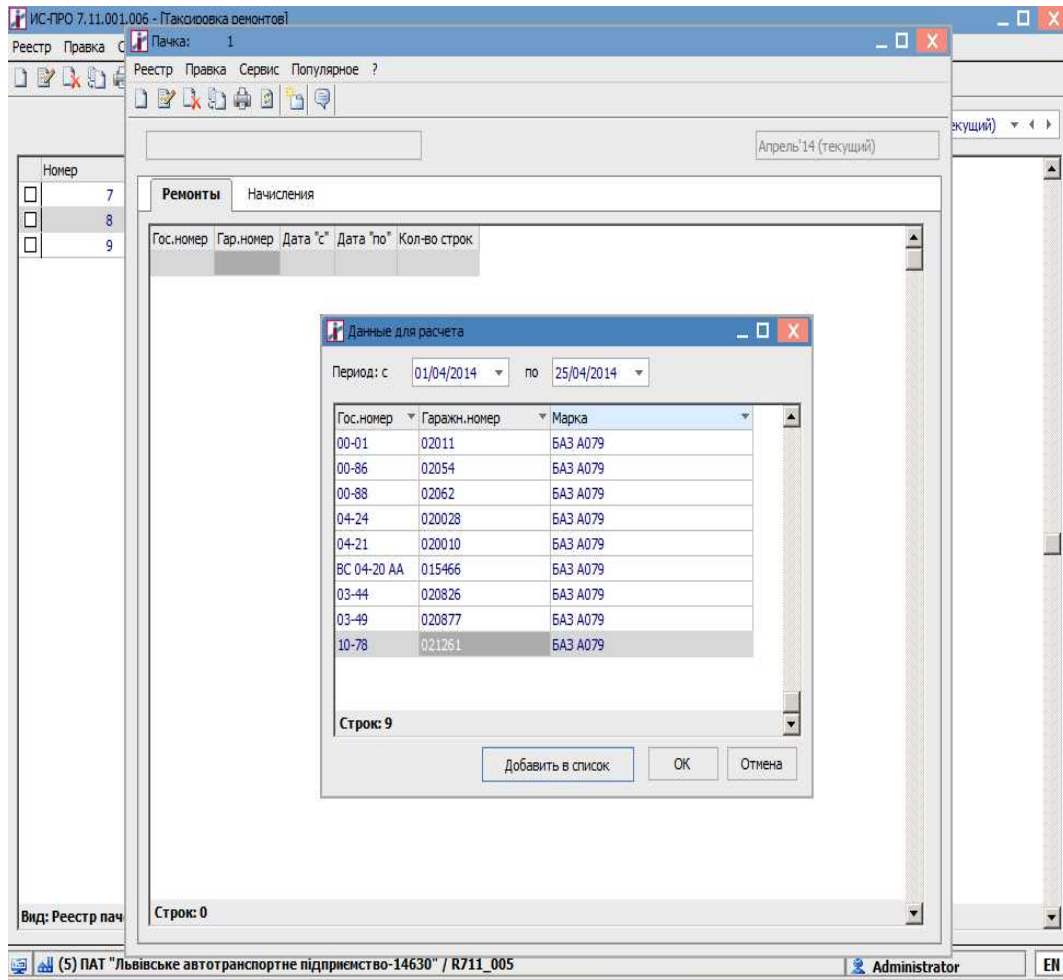 ИС-ПРО 7.11.001.006 - [Таксировка ремонтов]
Реестр Правка С
Пачка: 1
Реестр Правка Сервис Популярное ?
екущий)
Апрель'14 (текущий)
Номер
7
8
9
Ремонты Начисления
Гос.номер Гар.номер Дата "с" Дата "по" Кол-во строк
Данные для расчета
Период: с 01/04/2014 по 25/04/2014
Гос.номер Гаражн.номер Марка
00-01 02011 БАЗ А079
00-86 02054 БАЗ А079
00-88 02062 БАЗ А079
04-24 020028 БАЗ А079
04-21 020010 БАЗ А079
ВС 04-20 АА 015466 БАЗ А079
03-44 020826 БАЗ А079
03-49 020877 БАЗ А079
10-78 021261 БАЗ А079
Строк: 9
Добавить в список ОК Отмена
Вид: Реестр пач
Строк: 0
(5) ПАТ "Львівське автотранспортне підприємство-14630" / R711_005 Administrator EN